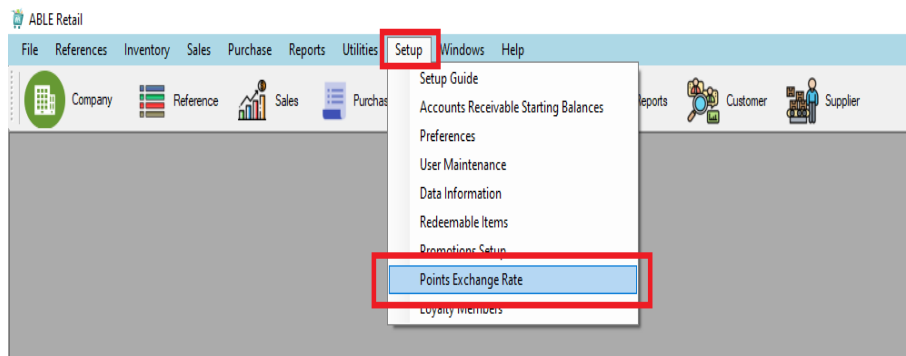 ABLE Retail
File References Inventory Sales Purchase Reports Utilities Setup Windows Help
Company Reference Sales Purchas eports Customer Supplier
Setup Guide
Accounts Receivable Starting Balances
Preferences
User Maintenance
Data Information
Redeemable Items
Promotions Setup
Points Exchange Rate
Loyalty Members